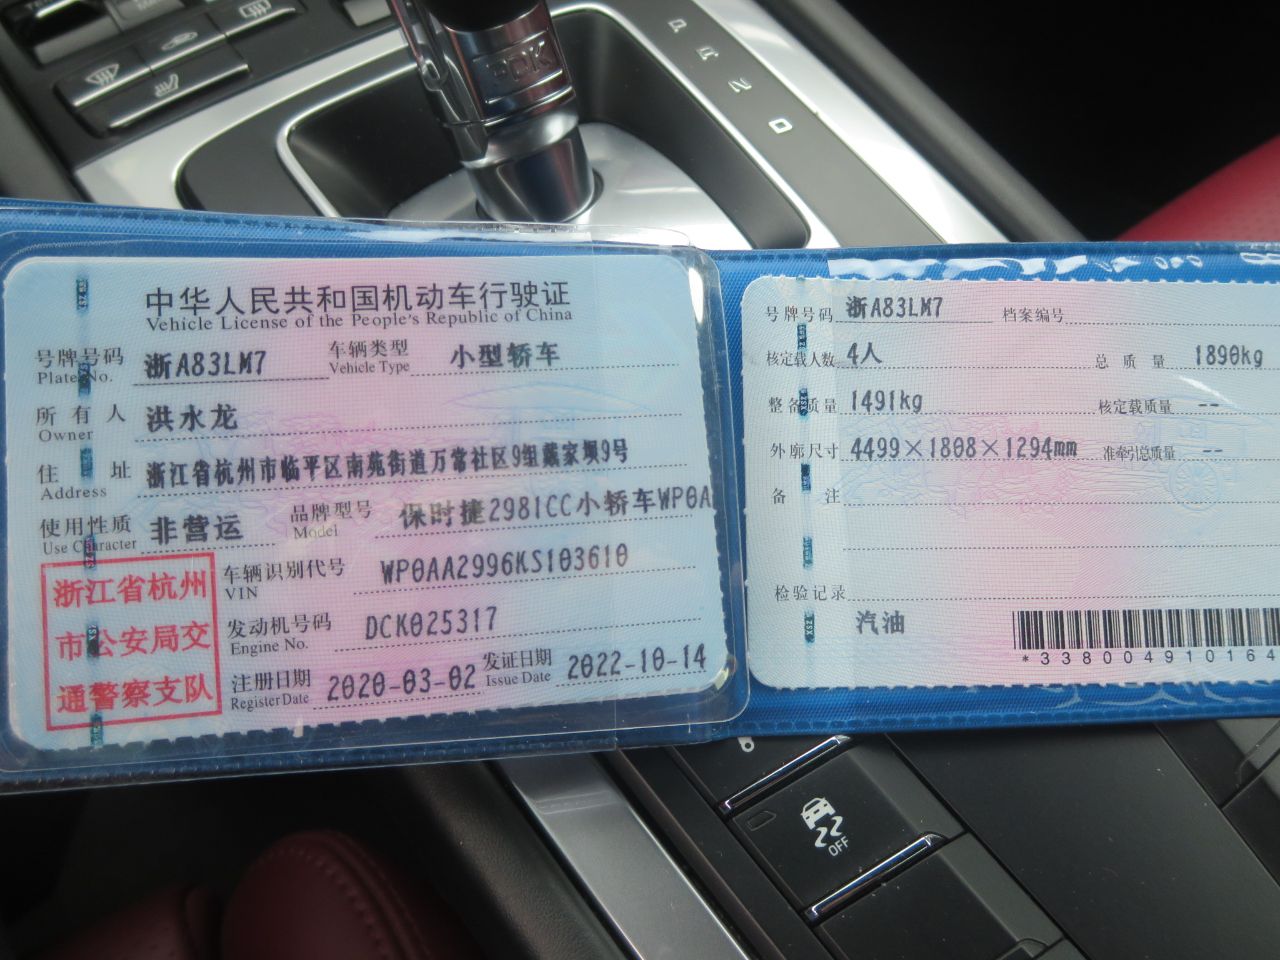 PDK
P
R
N
D
中华人民共和国机动车行驶证
Vehicle License of the People's Republic of China
号牌号码 浙A83LM7 车辆类型 小型轿车
Plate No. Vehicle Type
所有人 洪水龙
Owner
住址 浙江省杭州市临平区南苑街道万常社区9组戴家坝9号
Address
使用性质 非营运 品牌型号 保时捷2981CC小轿车WP0A
Use Character Model
浙江省杭州
市公安局交
通警察支队
车辆识别代号 WP0AA2996KS103610
VIN
发动机号码 DCK025317
Engine No.
注册日期 2020-03-02 发证日期 2022-10-14
Register Date Issue Date
号牌号码 浙A83LM7 档案编号
核定载人数 4人 总质量 1890kg
整备质量 1491kg 核定载质量 --
外廓尺寸 4499×1808×1294mm 准牵引总质量 --
备注
检验记录
汽油
*338004910164
OFF